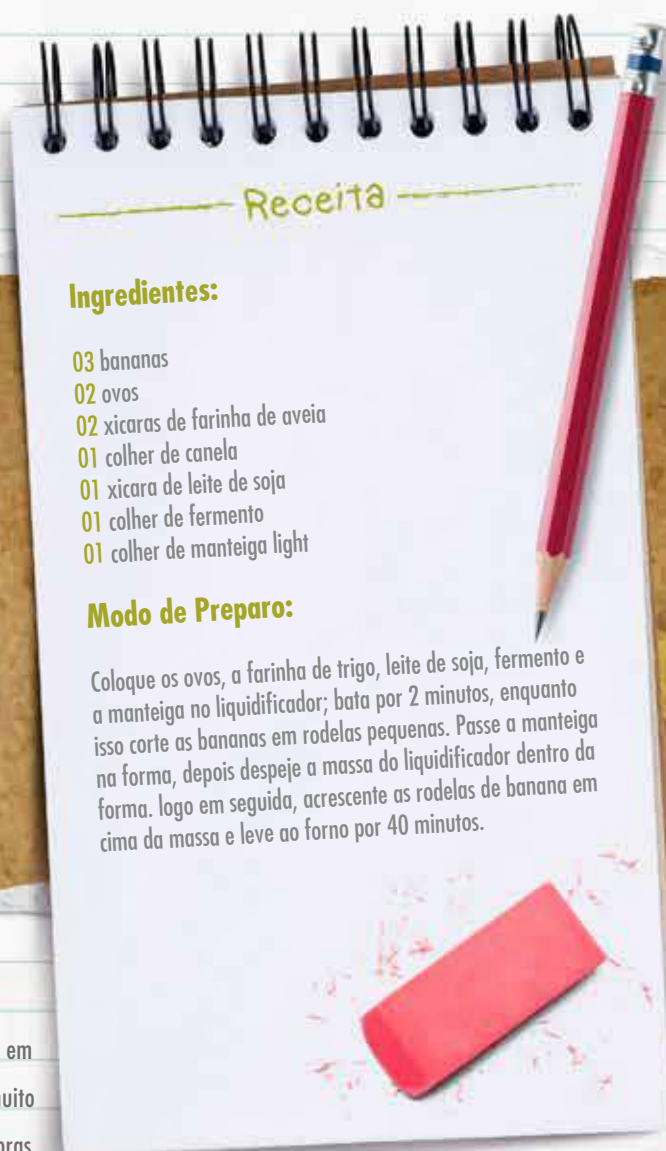 Receita
Ingredientes:
03 bananas
02 ovos
02 xicaras de farinha de aveia
01 colher de canela
01 xicara de leite de soja
01 colher de fermento
01 colher de manteiga light
Modo de Preparo:
Coloque os ovos, a farinha de trigo, leite de soja, fermento e
a manteiga no liquidificador; bata por 2 minutos, enquanto
isso corte as bananas em rodelas pequenas. Passe a manteiga
na forma, depois despeje a massa do liquidificador dentro da
forma. logo em seguida, acrescente as rodelas de banana em
cima da massa e leve ao forno por 40 minutos.
em